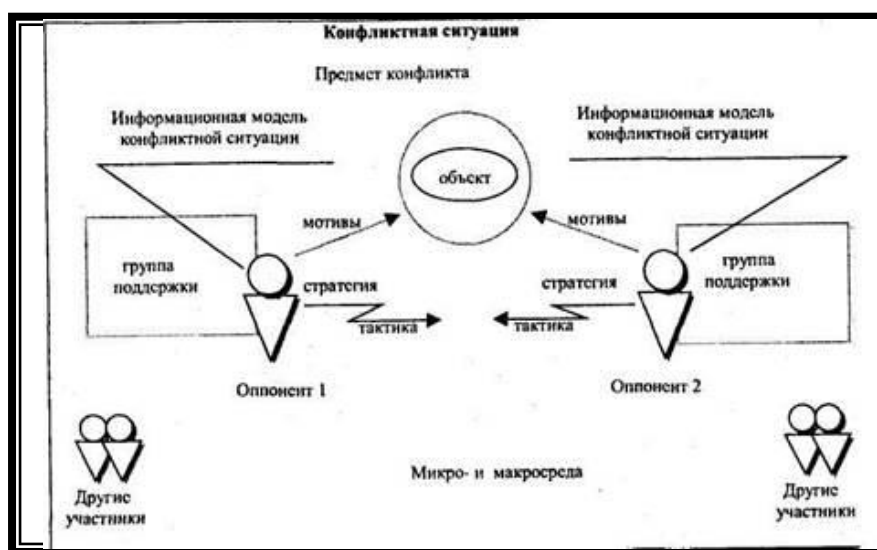 Конфликтная ситуация
Предмет конфликта
Информационная модель
конфликтной ситуации
Информационная модель
конфликтной ситуации
объект
мотивы
мотивы
группа
поддержки
стратегия
тактика
стратегия
тактика
группа
поддержки
Оппонент 1
Оппонент 2
Микро- и макросреда
Другие
участники
Другие
участники